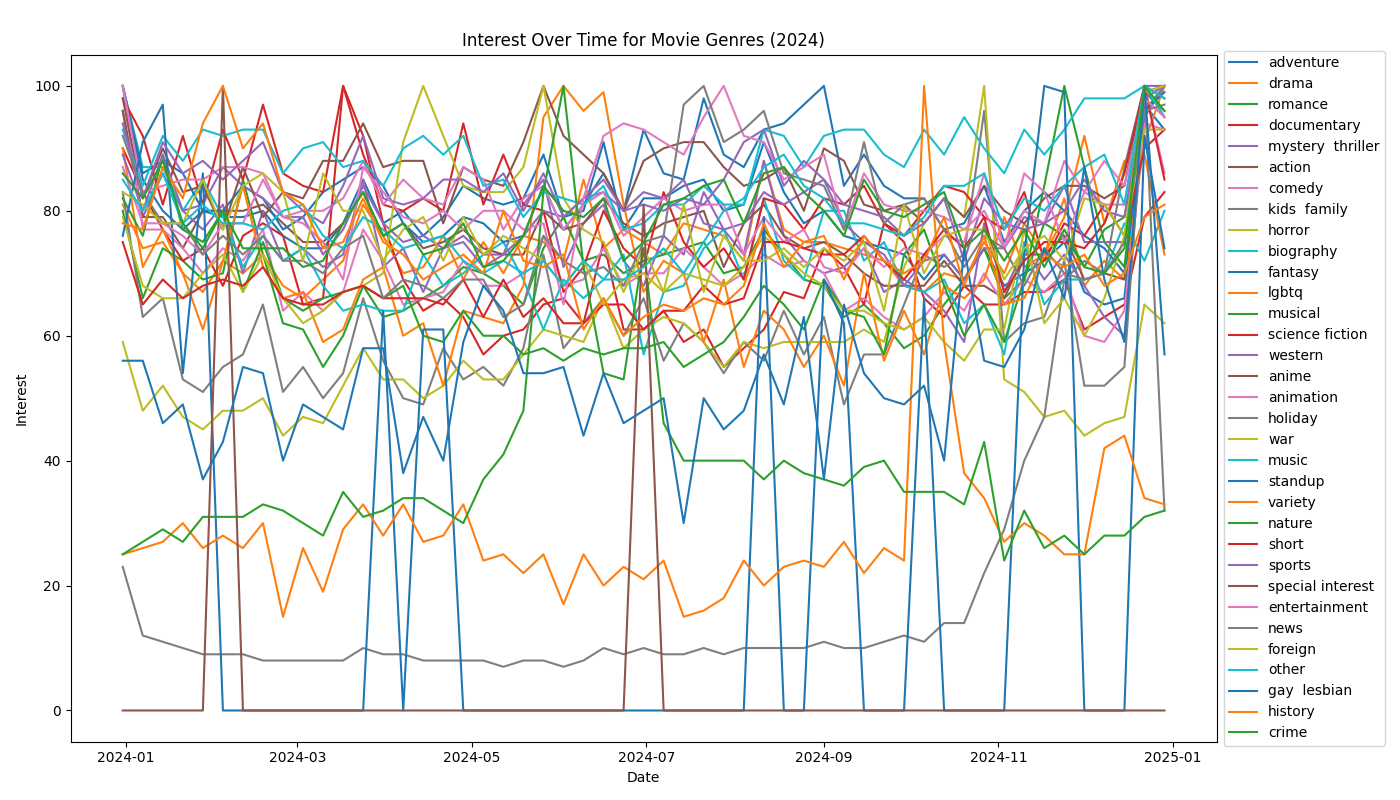 Interest Over Time for Movie Genres (2024)
Interest
100
80
60
40
20
0
2024-01
2024-03
2024-05
2024-07
2024-09
2024-11
2025-01
Date
adventure
drama
romance
documentary
mystery  thriller
action
comedy
kids  family
horror
biography
fantasy
lgbtq
musical
science fiction
western
anime
animation
holiday
war
music
standup
variety
nature
short
sports
special interest
entertainment
news
foreign
other
gay  lesbian
history
crime